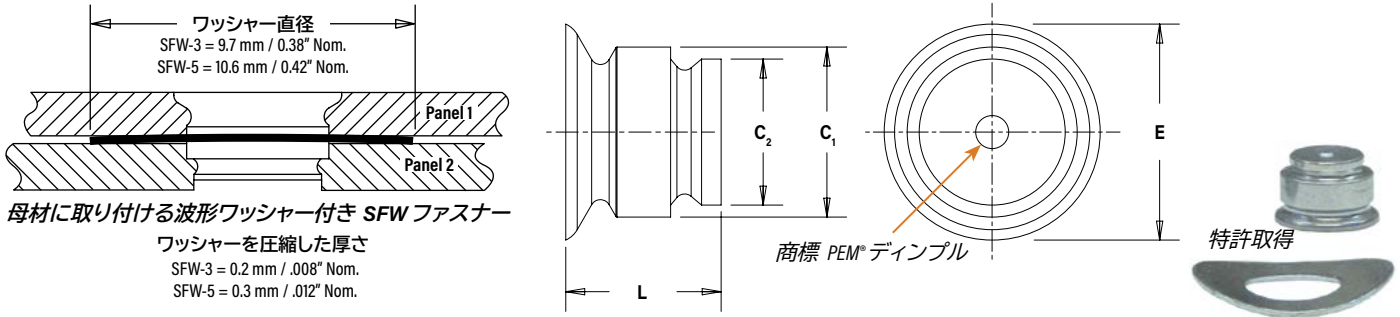 ワッシャー直径
SFW-3 = 9.7 mm / 0.38" Nom.
SFW-5 = 10.6 mm / 0.42" Nom.
Panel 1
Panel 2
母材に取り付ける波形ワッシャー付き SFW ファスナー
ワッシャーを圧縮した厚さ
SFW-3 = 0.2 mm / .008" Nom.
SFW-5 = 0.3 mm / .012" Nom.
C2
C1
L
E
商標 PEM® ディンプル
特許取得